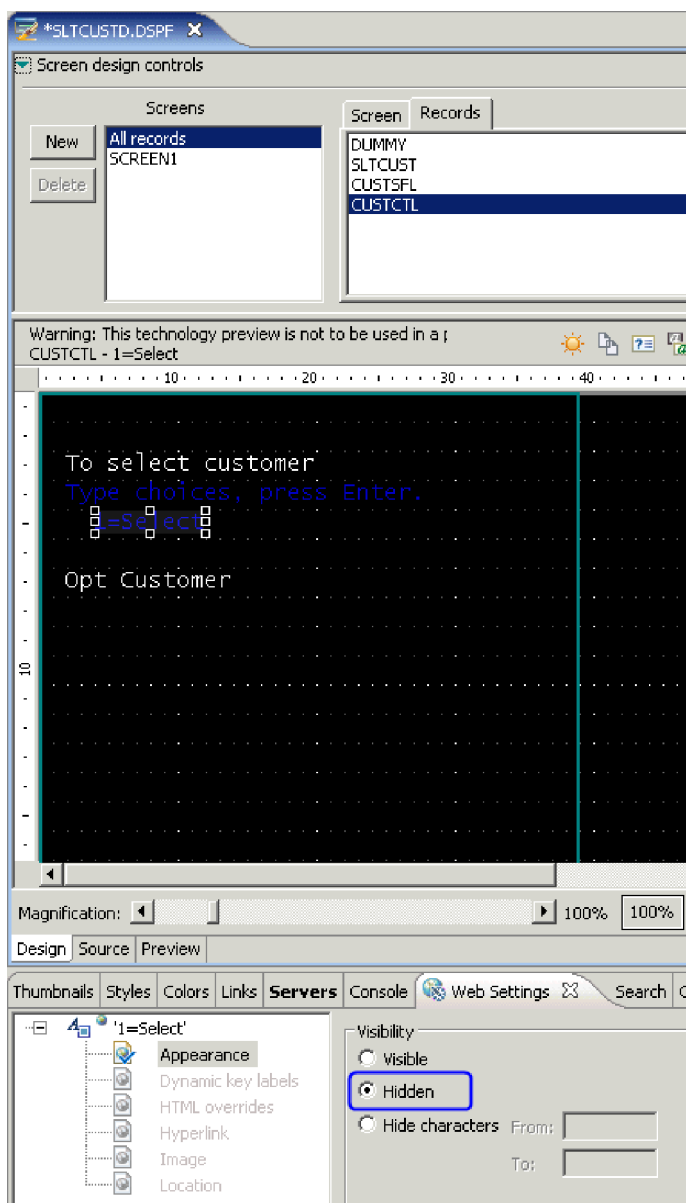 *SLTCUSTD.DSPF
Screen design controls
Screens
New
Delete
All records
SCREEN1
Screen
Records
DUMMY
SLTCUST
CUSTSFL
CUSTCTL
Warning: This technology preview is not to be used in a
CUSTCTL - 1=Select
10 20 30 40
To select customer
Type choices, press Enter.
1=Select
Opt Customer
10
Magnification:
100%
100%
Design
Source
Preview
Thumbnails
Styles
Colors
Links
Servers
Console
Web Settings
Search
'1=Select'
Appearance
Dynamic key labels
HTML overrides
Hyperlink
Image
Location
Visibility
Visible
Hidden
Hide characters
From:
To: